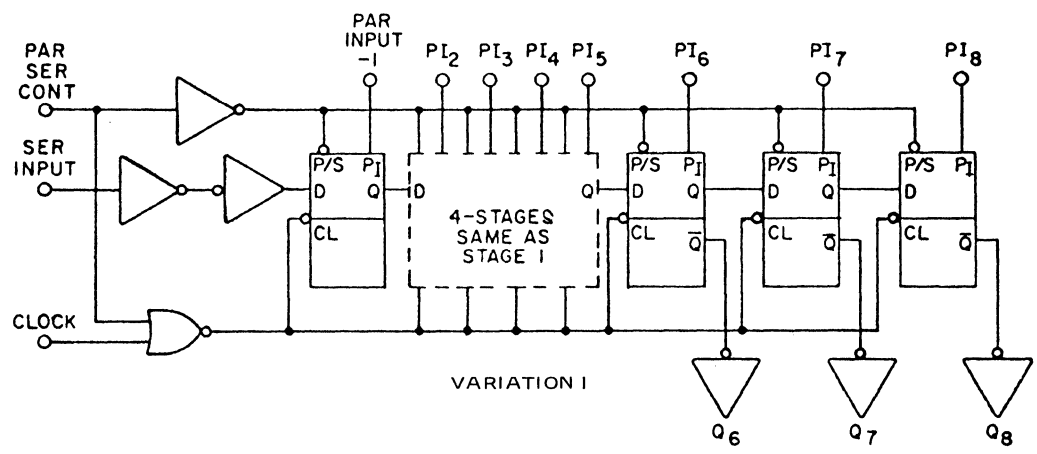 PAR
SER
CONT
SER
INPUT
CLOCK
PAR
INPUT
-1
PI2
PI3
PI4
PI5
PI6
PI7
PI8
P/S PI
D Q
CL
D Q
4-STAGES
SAME AS
STAGE 1
P/S PI
D Q
CL Q̅
P/S PI
D Q
CL Q̅
P/S PI
D
CL Q̅
VARIATION 1
Q6
Q7
Q8